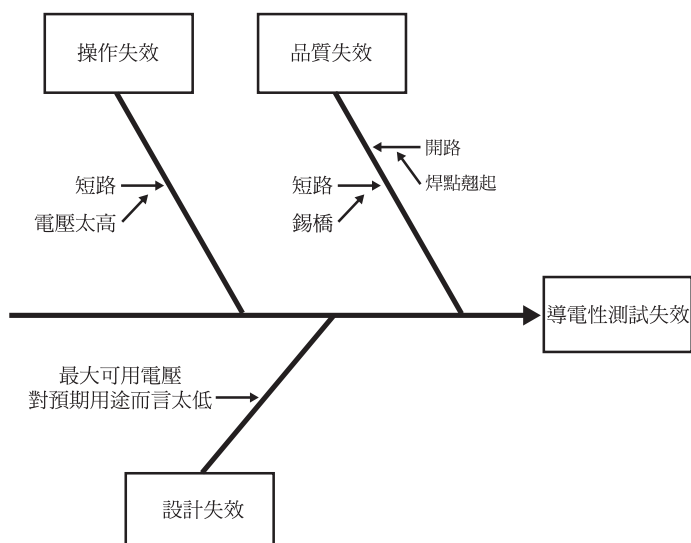 操作失效
品質失效
開路
焊點翹起
短路
電壓太高
短路
錫橋
導電性測試失效
最大可用電壓
對預期用途而言太低
設計失效